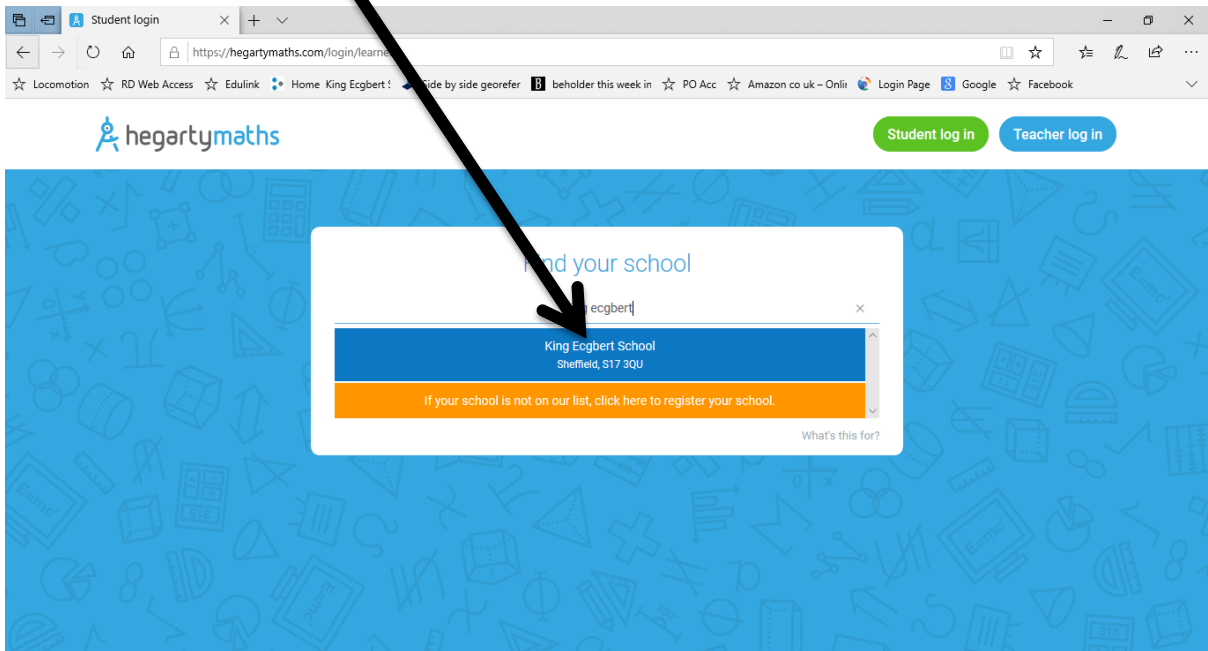 Student login
https://hegartymaths.com/login/learne
Locomotion
RD Web Access
Edulink
Home King Ecgbert S
Side by side georefer
beholder this week in
PO Acc
Amazon co uk – Onlin
Login Page
Google
Facebook
hegartymaths
Student log in
Teacher log in
Find your school
ecgbert
King Ecgbert School
Sheffield, S17 3QU
If your school is not on our list, click here to register your school.
What's this for?